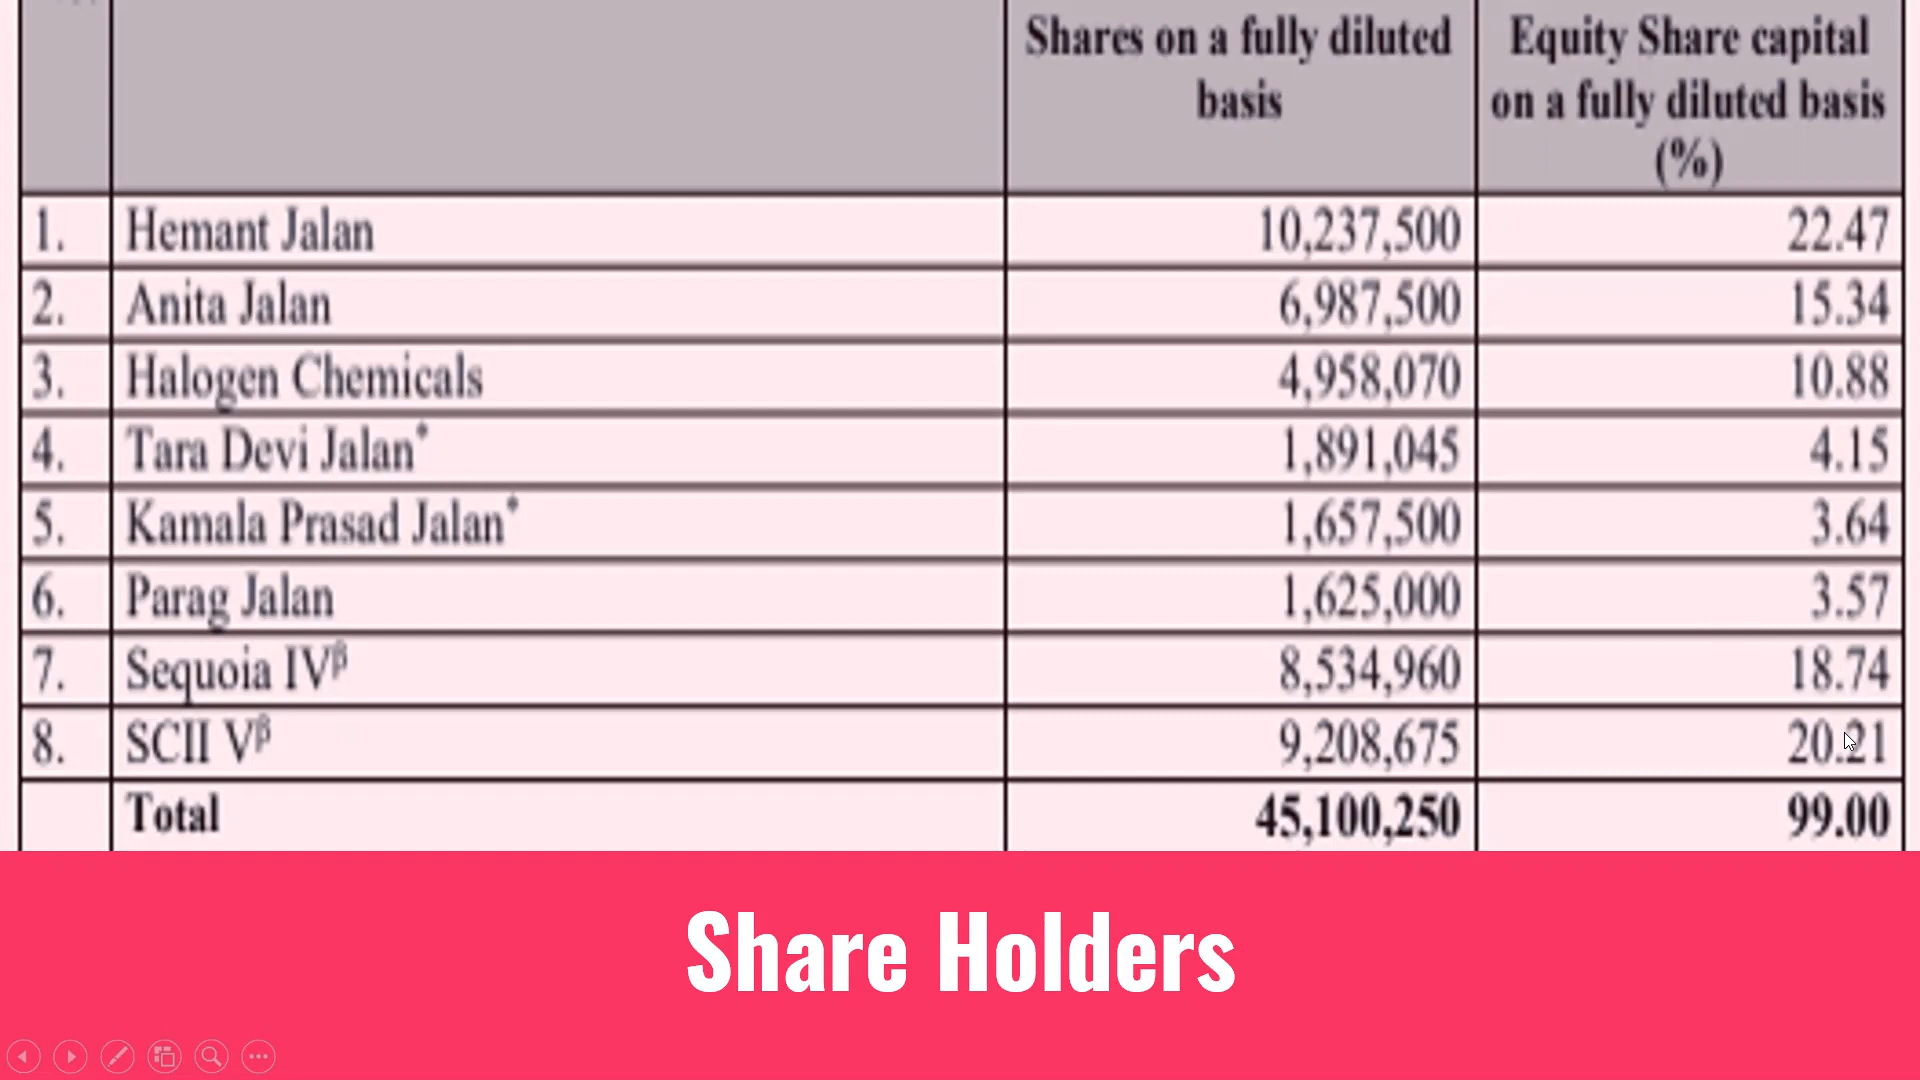 Shares on a fully diluted basis
Equity Share capital on a fully diluted basis (%)
1. Hemant Jalan 10,237,500 22.47
2. Anita Jalan 6,987,500 15.34
3. Halogen Chemicals 4,958,070 10.88
4. Tara Devi Jalan* 1,891,045 4.15
5. Kamala Prasad Jalan* 1,657,500 3.64
6. Parag Jalan 1,625,000 3.57
7. Sequoia IVβ 8,534,960 18.74
8. SCII Vβ 9,208,675 20.21
Total 45,100,250 99.00
Share Holders